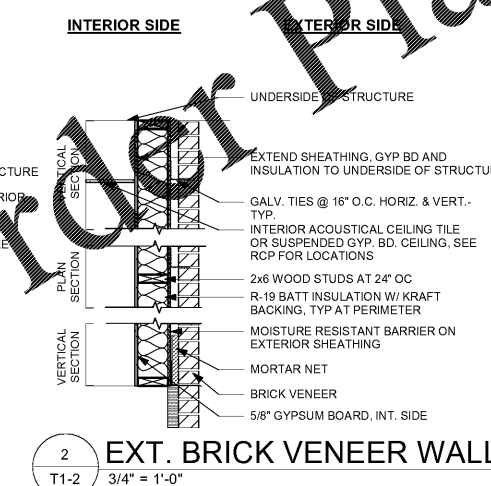 INTERIOR SIDE
EXTERIOR SIDE
rder Pla
UNDERSIDE OF STRUCTURE
EXTEND SHEATHING, GYP BD AND
INSULATION TO UNDERSIDE OF STRUCTU
CTURE
RIOR
GALV. TIES @ 16" O.C. HORIZ. & VERT.-
TYP.
INTERIOR ACOUSTICAL CEILING TILE
OR SUSPENDED GYP. BD. CEILING, SEE
RCP FOR LOCATIONS
2x6 WOOD STUDS AT 24" OC
R-19 BATT INSULATION W/ KRAFT
BACKING, TYP AT PERIMETER
MOISTURE RESISTANT BARRIER ON
EXTERIOR SHEATHING
MORTAR NET
BRICK VENEER
5/8" GYPSUM BOARD, INT. SIDE
VERTICAL
SECTION
PLAN
SECTION
VERTICAL
SECTION
2
T1-2
EXT. BRICK VENEER WALL
3/4" = 1'-0"